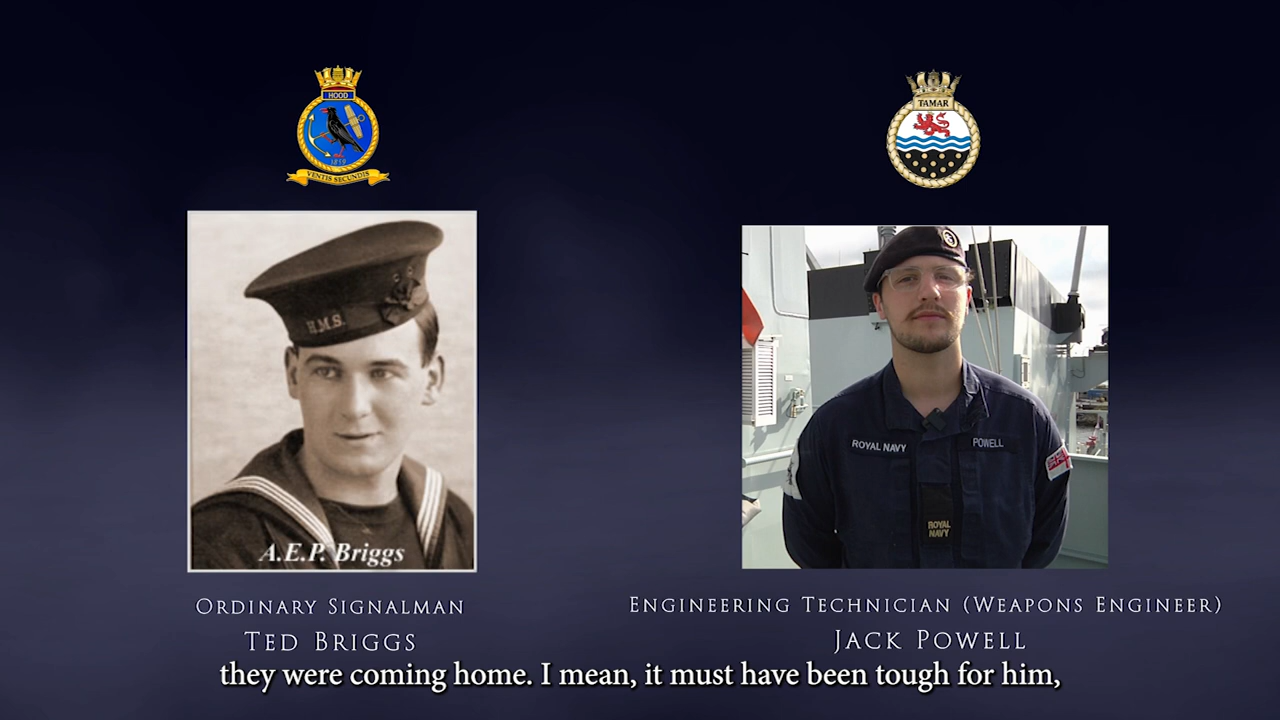 HOOD
1859
VENTIS SECUNDIS
TAMAR
H.M.S.
A.E.P. Briggs
ROYAL NAVY
POWELL
ROYAL
NAVY
Ordinary Signalman
Ted Briggs
Engineering Technician (Weapons Engineer)
Jack Powell
they were coming home. I mean, it must have been tough for him,